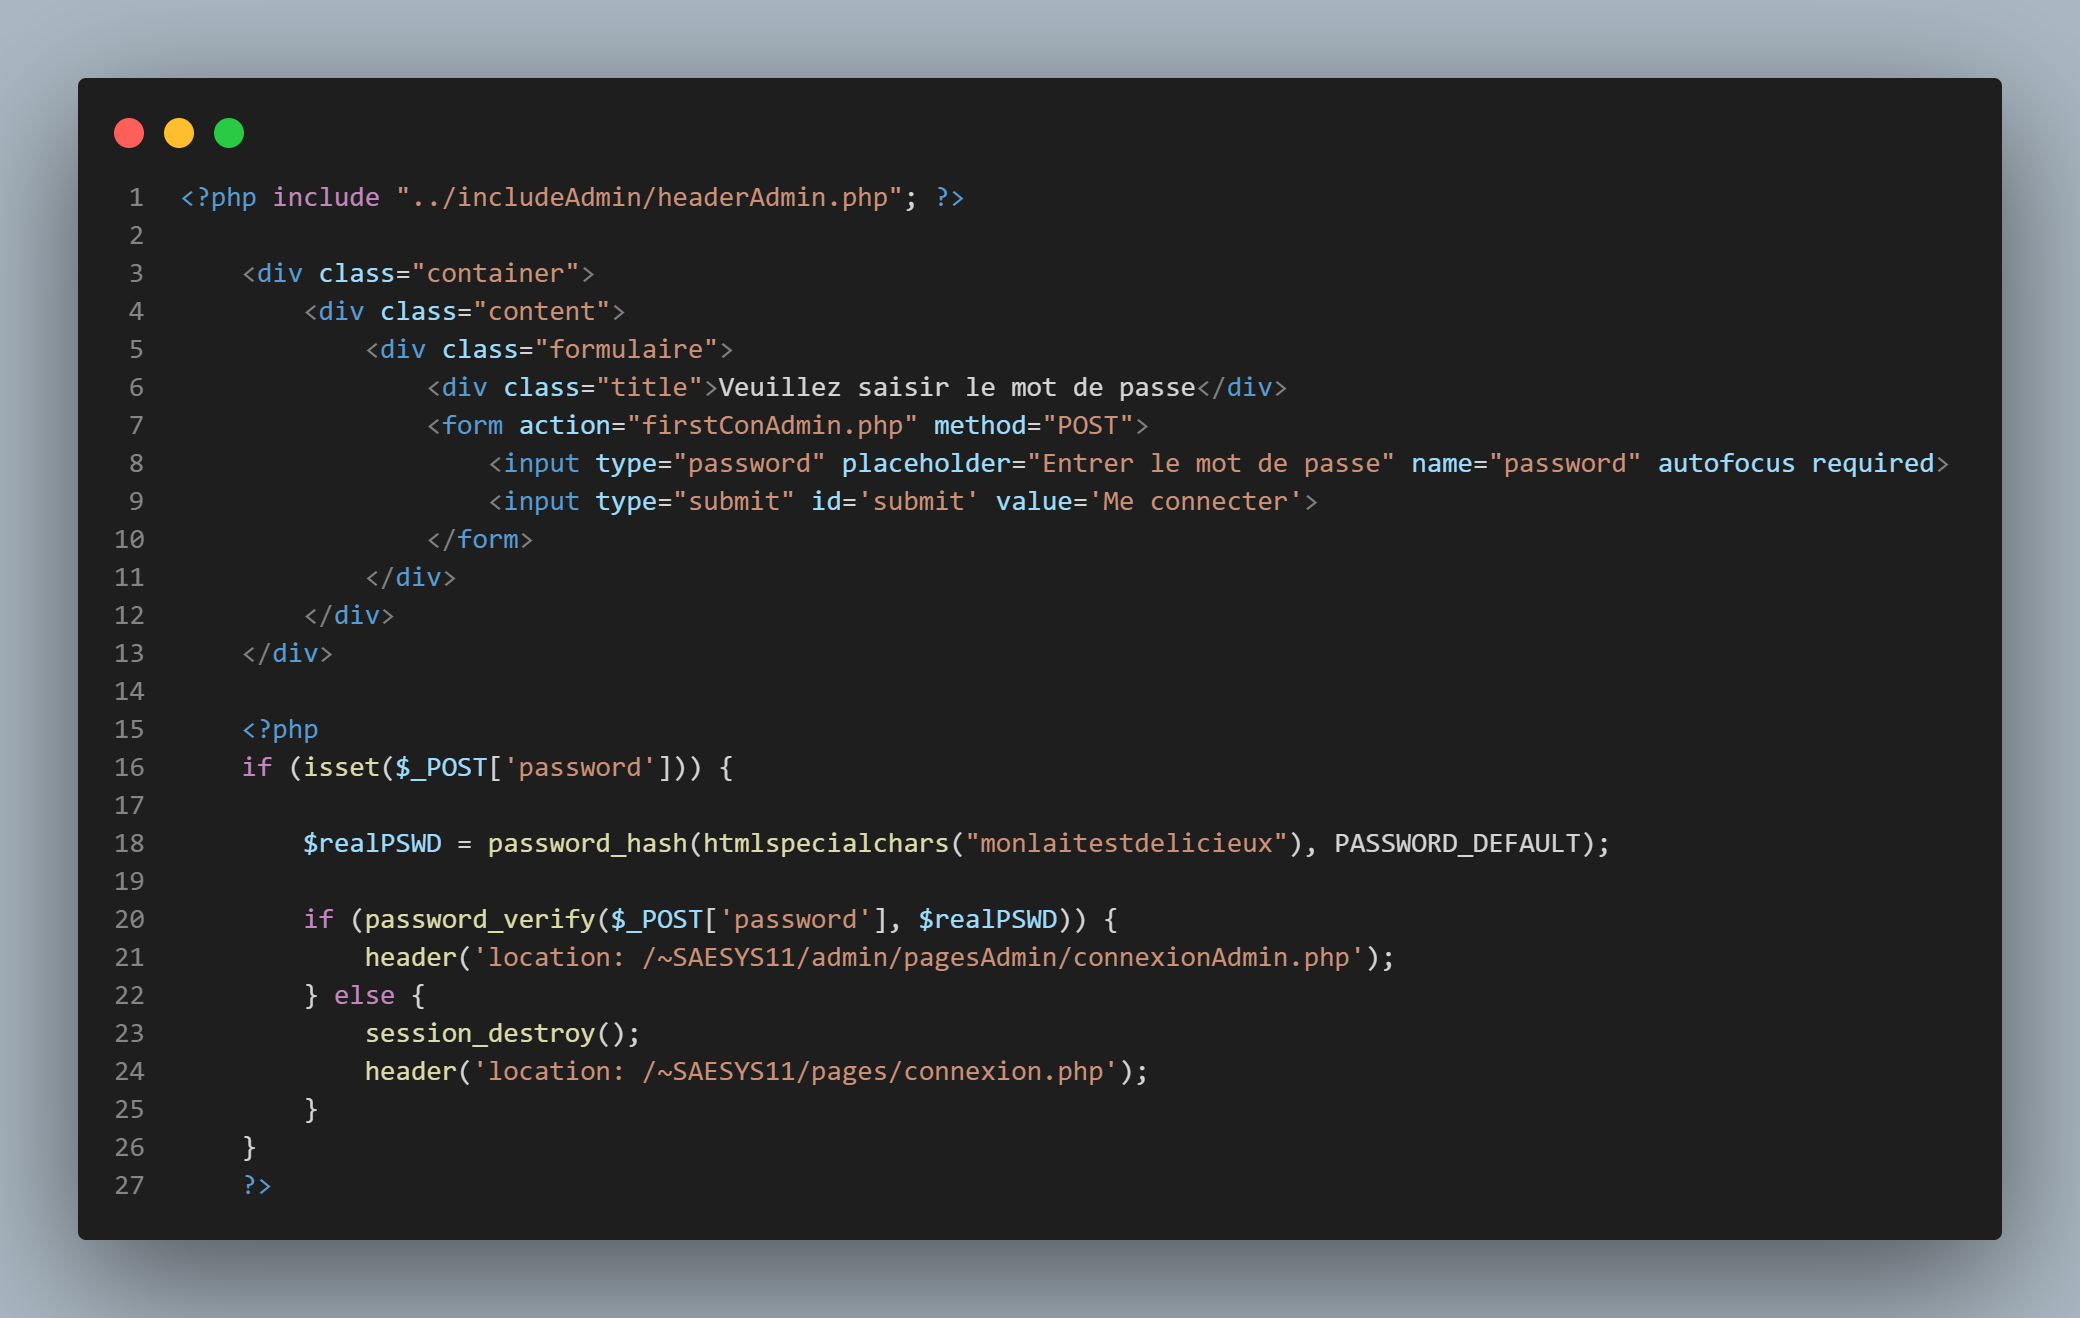 1 <?php include "../includeAdmin/headerAdmin.php"; ?>
2
3 <div class="container">
4 <div class="content">
5 <div class="formulaire">
6 <div class="title">Veuillez saisir le mot de passe</div>
7 <form action="firstConAdmin.php" method="POST">
8 <input type="password" placeholder="Entrer le mot de passe" name="password" autofocus required>
9 <input type="submit" id='submit' value='Me connecter'>
10 </form>
11 </div>
12 </div>
13 </div>
14
15 <?php
16 if (isset($_POST['password'])) {
17
18 $realPSWD = password_hash(htmlspecialchars("monlaitestdelicieux"), PASSWORD_DEFAULT);
19
20 if (password_verify($_POST['password'], $realPSWD)) {
21 header('location: /~SAESYS11/admin/pagesAdmin/connexionAdmin.php');
22 } else {
23 session_destroy();
24 header('location: /~SAESYS11/pages/connexion.php');
25 }
26 }
27 ?>